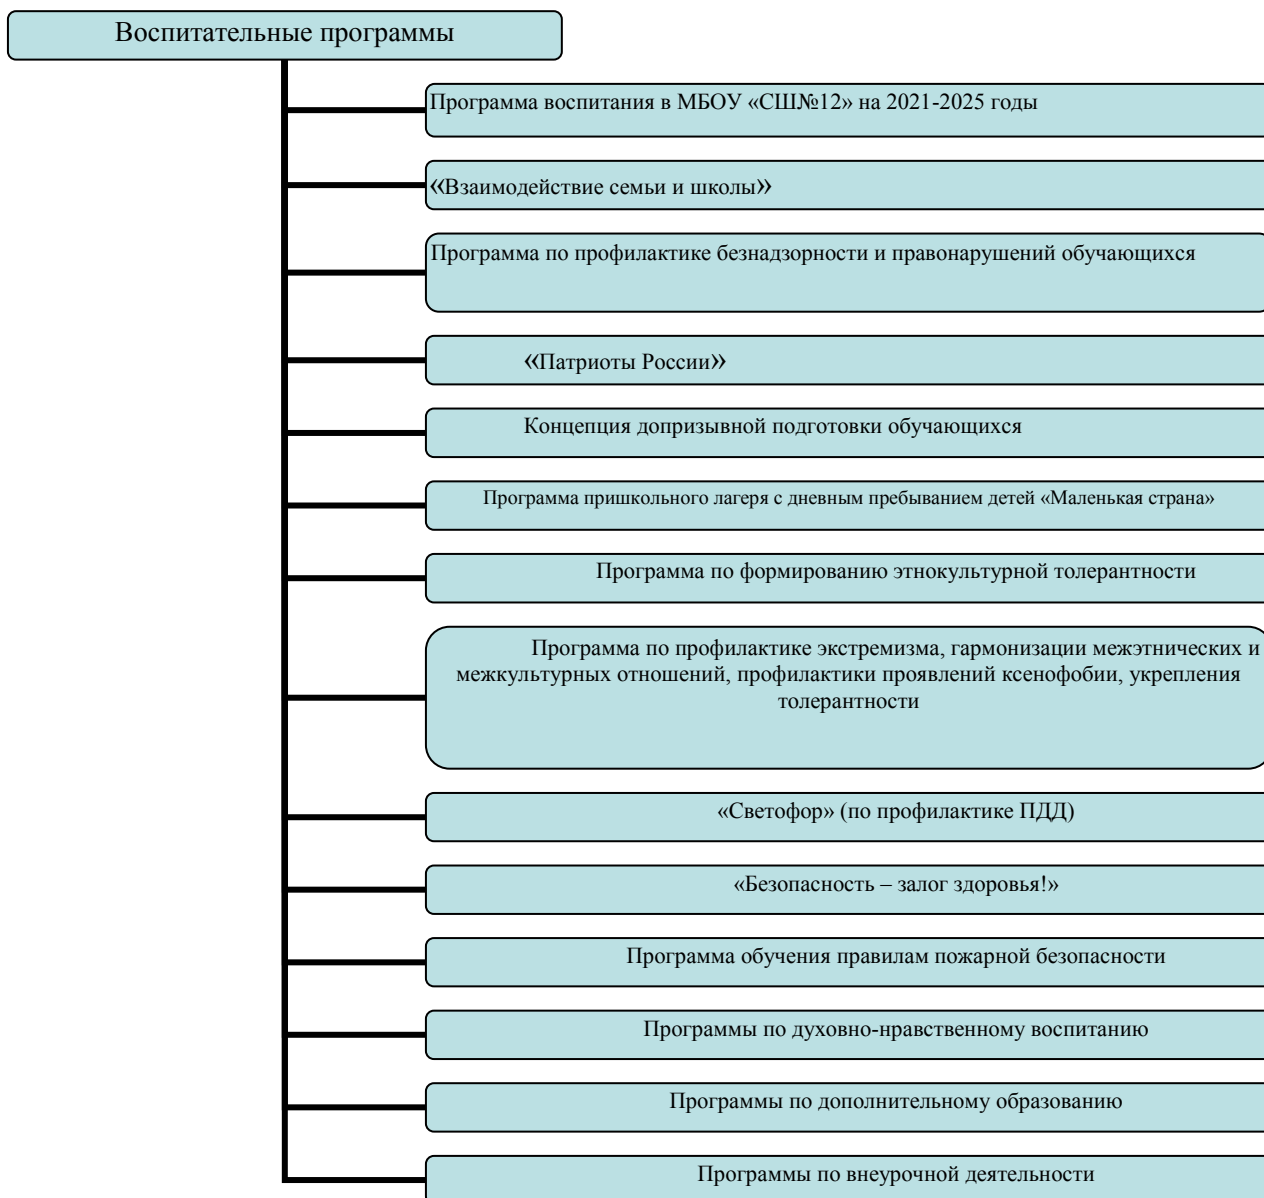 Воспитательные программы
Программа воспитания в МБОУ «СШ№12» на 2021-2025 годы
«Взаимодействие семьи и школы»
Программа по профилактике безнадзорности и правонарушений обучающихся
«Патриоты России»
Концепция допризывной подготовки обучающихся
Программа пришкольного лагеря с дневным пребыванием детей «Маленькая страна»
Программа по формированию этнокультурной толерантности
Программа по профилактике экстремизма, гармонизации межэтнических и
межкультурных отношений, профилактики проявлений ксенофобии, укрепления
толерантности
«Светофор» (по профилактике ПДД)
«Безопасность – залог здоровья!»
Программа обучения правилам пожарной безопасности
Программы по духовно-нравственному воспитанию
Программы по дополнительному образованию
Программы по внеурочной деятельности